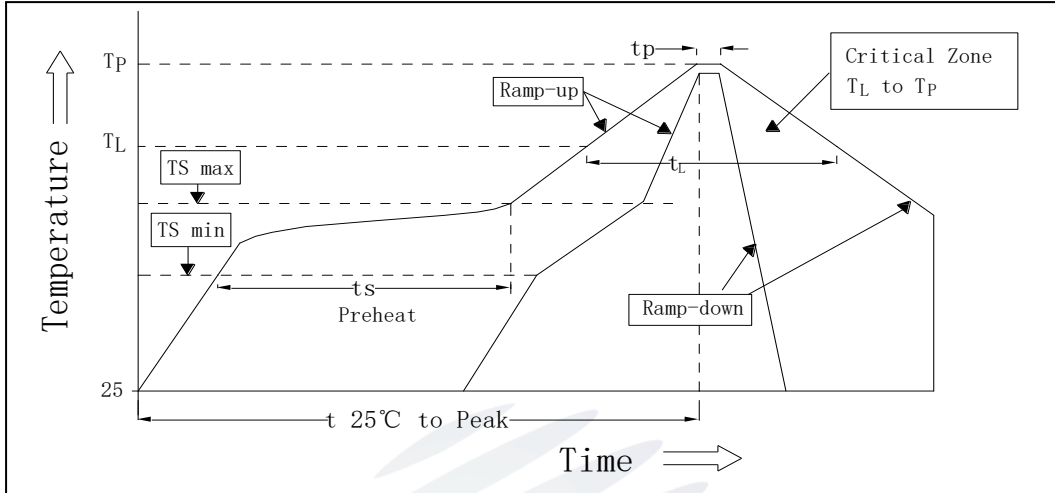 tp
TP
Critical Zone
TL to TP
Ramp-up
TL
TS max
tL
TS min
Temperature
ts
Preheat
Ramp-down
25
t 25℃ to Peak
Time